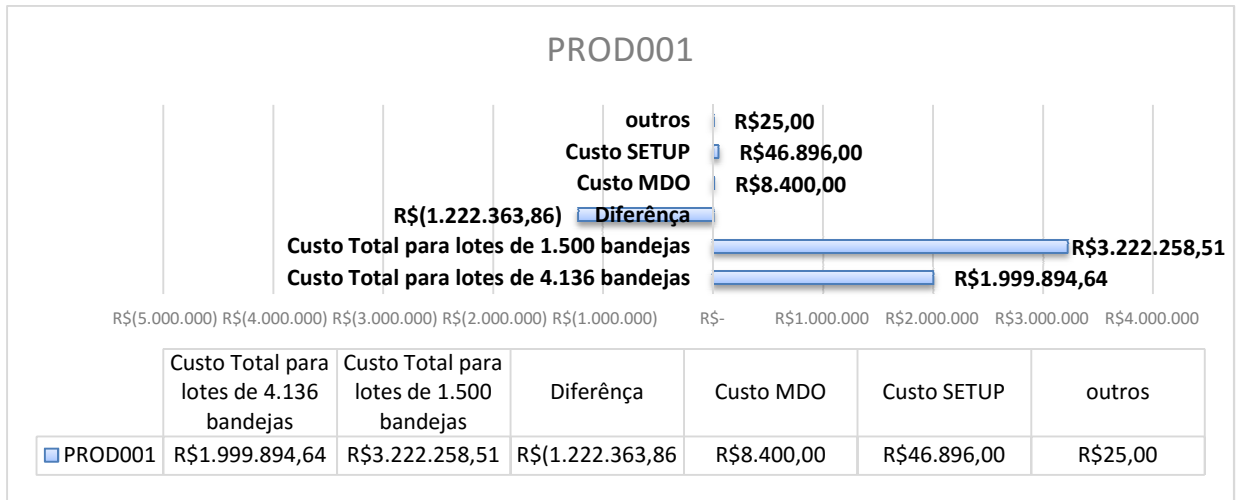 PROD001
outros R$25,00
Custo SETUP R$46.896,00
Custo MDO R$8.400,00
R$(1.222.363,86) Diferênça
Custo Total para lotes de 1.500 bandejas R$3.222.258,51
Custo Total para lotes de 4.136 bandejas R$1.999.894,64
R$(5.000.000) R$(4.000.000) R$(3.000.000) R$(2.000.000) R$(1.000.000) R$- R$1.000.000 R$2.000.000 R$3.000.000 R$4.000.000
Custo Total para lotes de 4.136 bandejas
Custo Total para lotes de 1.500 bandejas
Diferênça
Custo MDO
Custo SETUP
outros
PROD001 R$1.999.894,64 R$3.222.258,51 R$(1.222.363,86 R$8.400,00 R$46.896,00 R$25,00